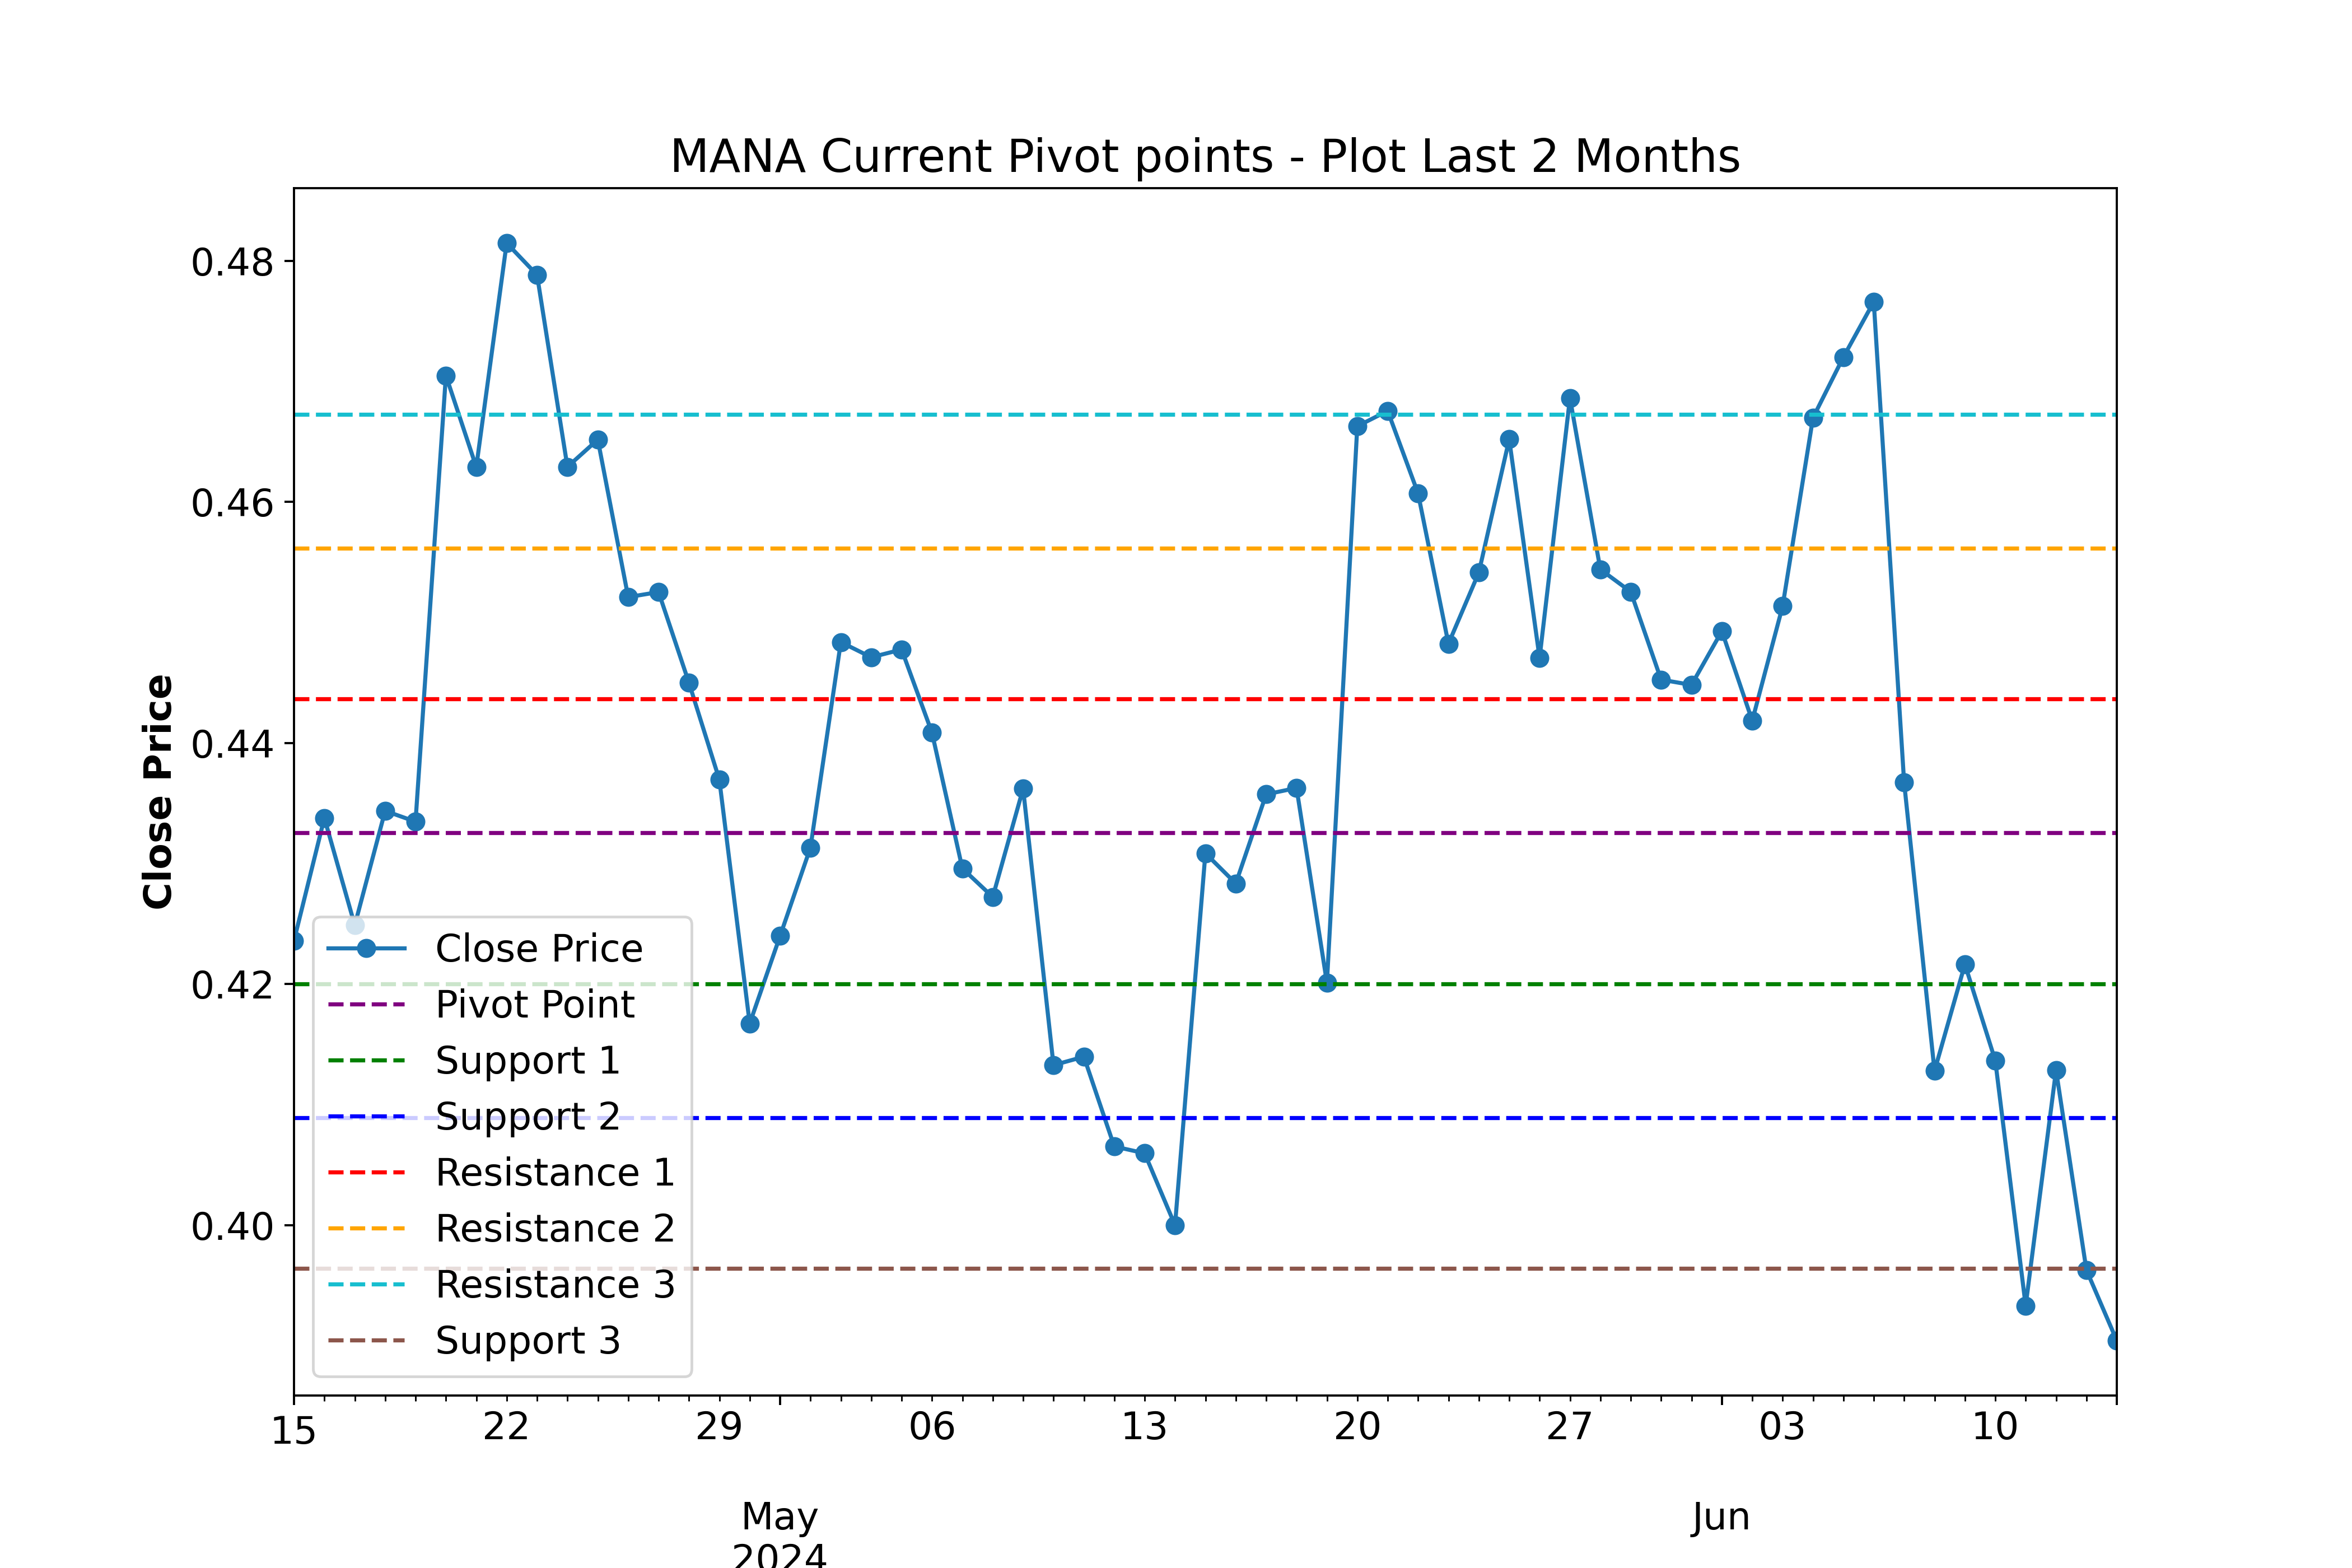 MANA Current Pivot points - Plot Last 2 Months
Close Price
0.48
0.46
0.44
0.42
0.40
Close Price
Pivot Point
Support 1
Support 2
Resistance 1
Resistance 2
Resistance 3
Support 3
15 22 29 06 13 20 27 03 10
May Jun
2024